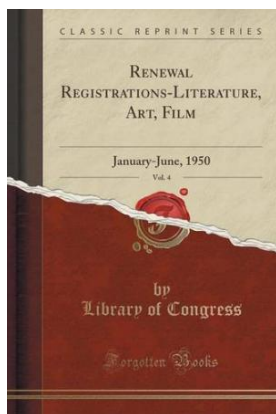 CLASSIC REPRINT SERIES
RENEWAL
REGISTRATIONS-LITERATURE,
ART, FILM
January-June, 1950
Vol. 4
by
Library of Congress
Forgotten Books